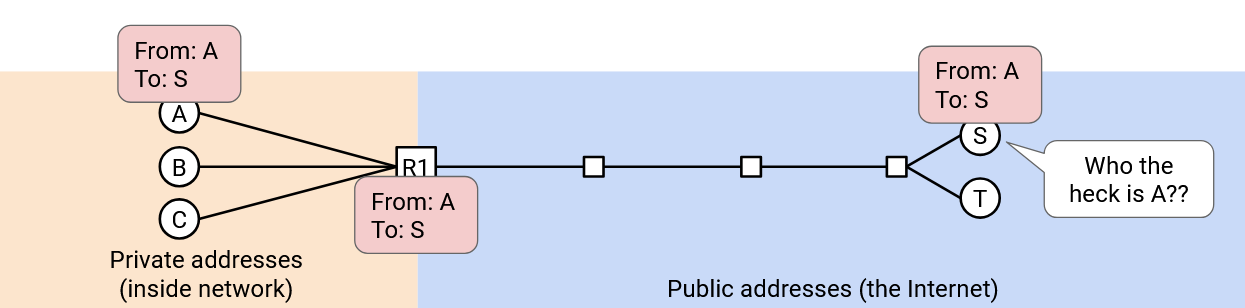 From: A
To: S
From: A
To: S
A
S
B
R1
Who the
heck is A??
From: A
To: S
T
C
Private addresses
(inside network)
Public addresses (the Internet)